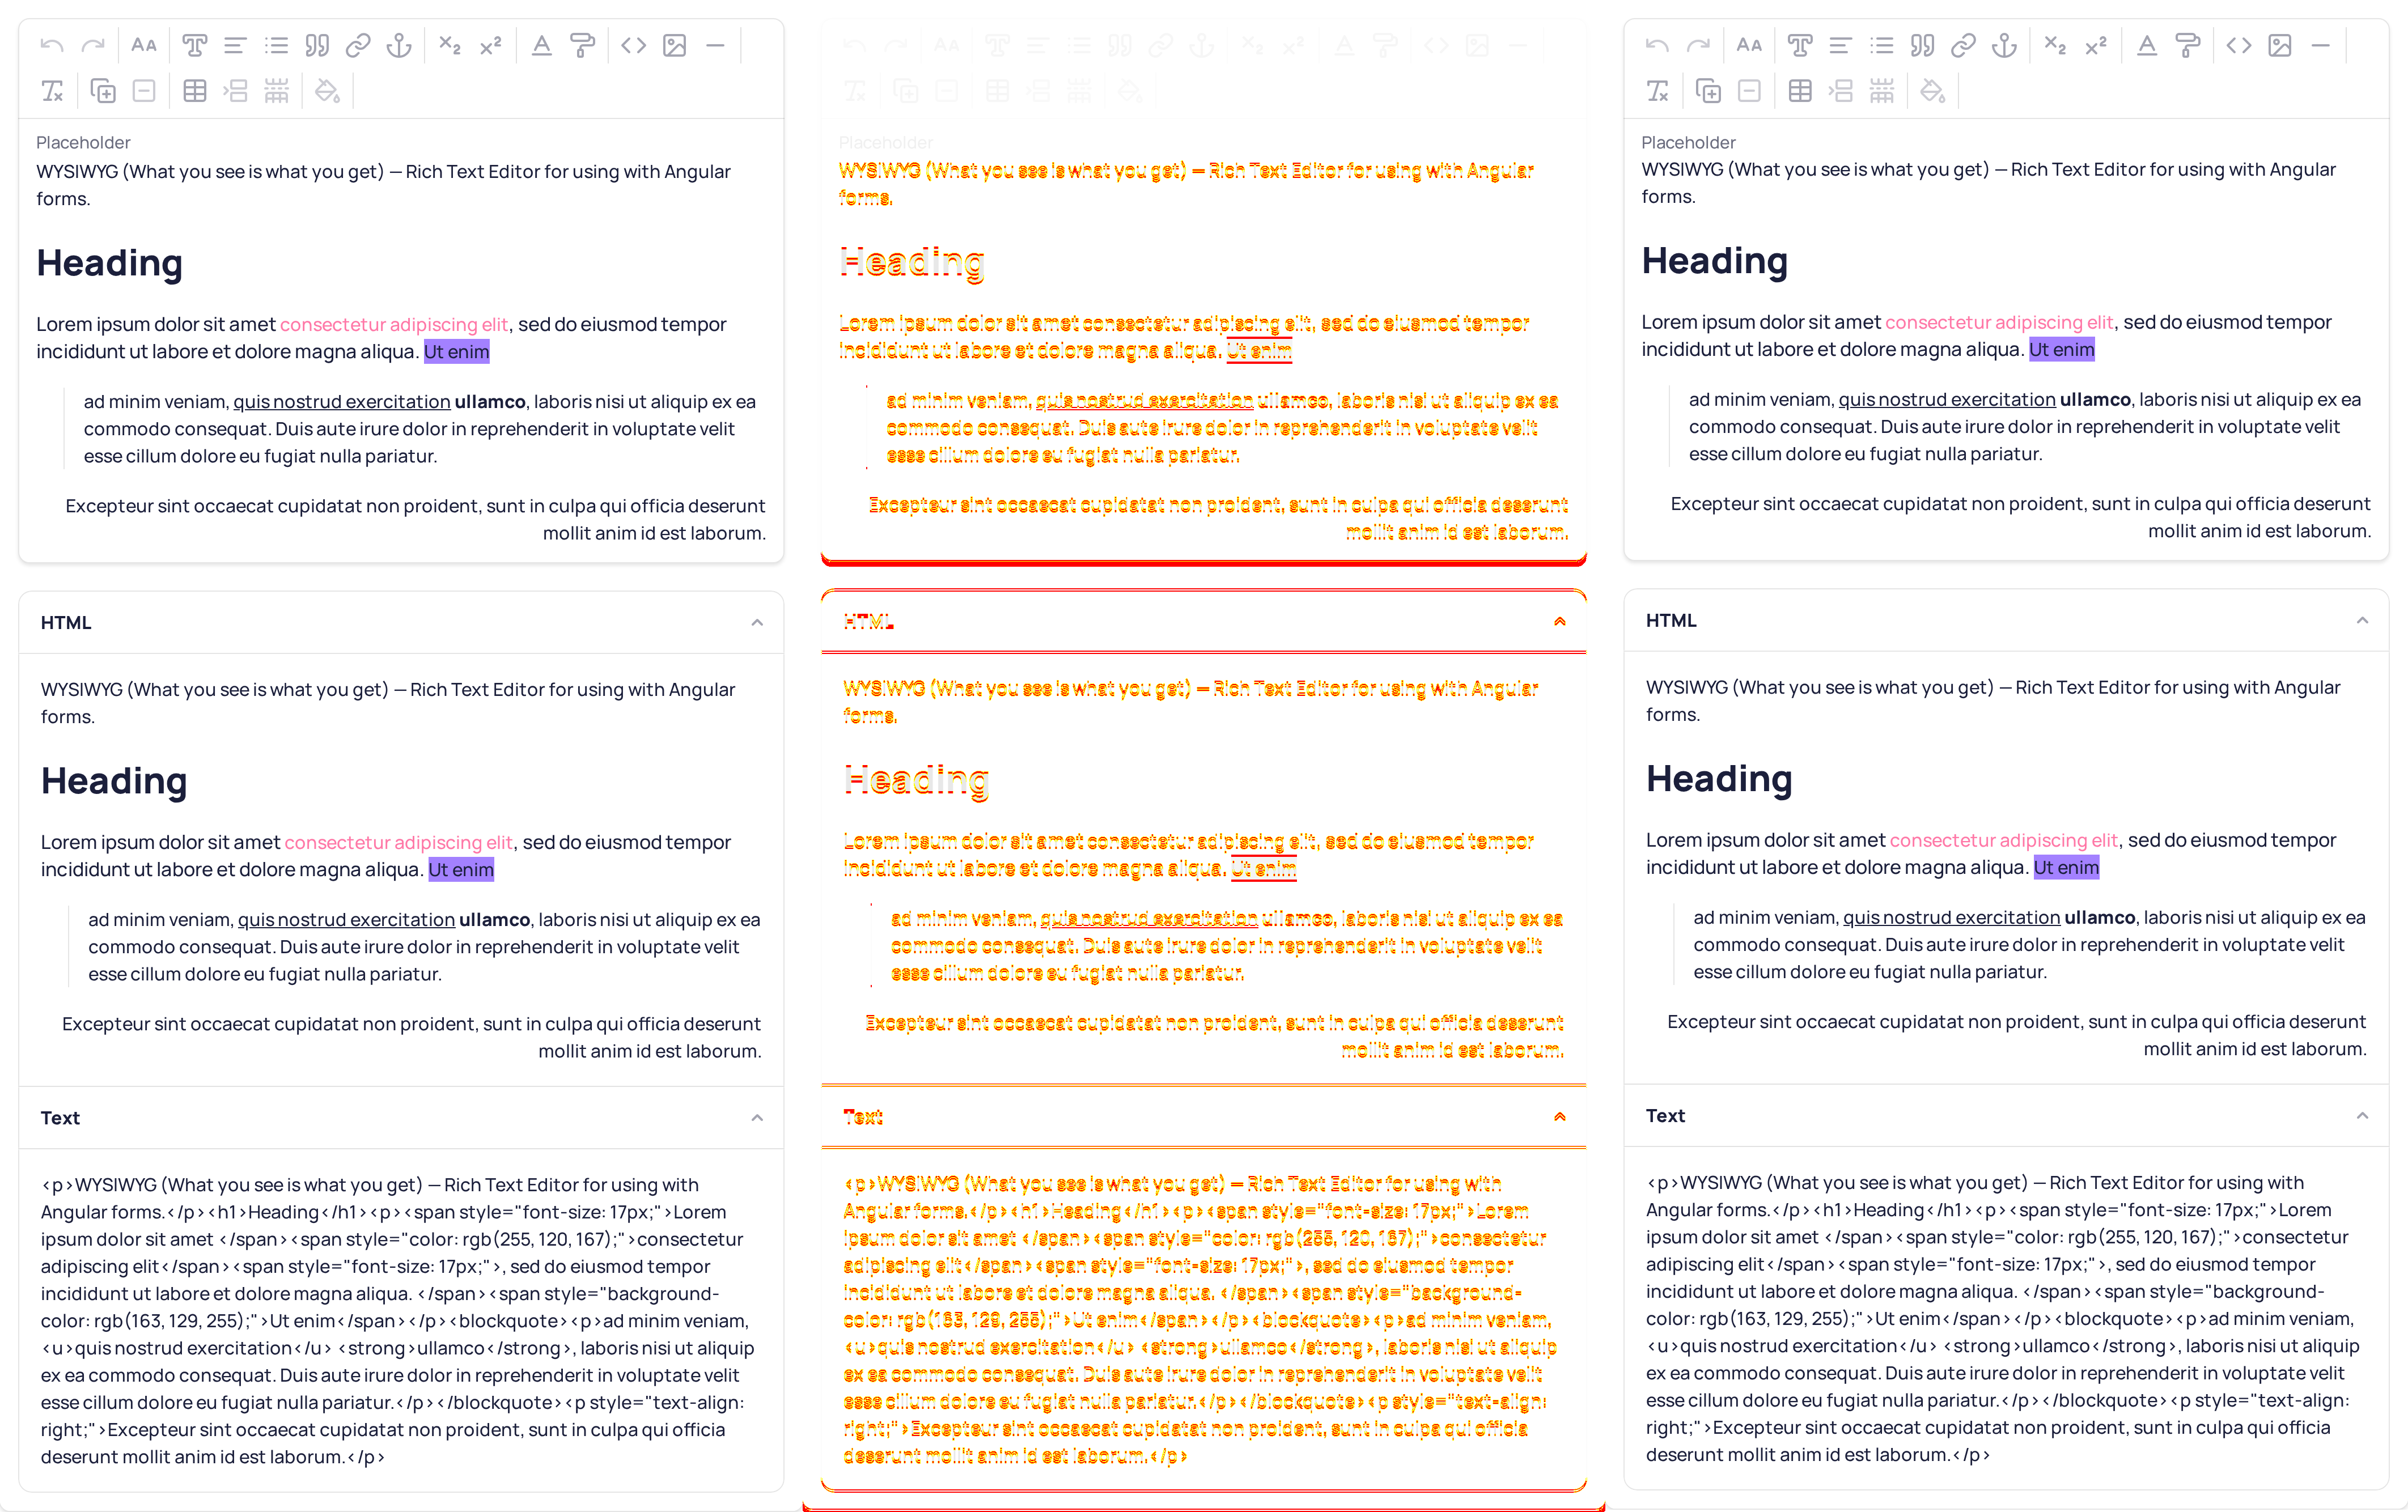 Placeholder
WYSIWYG (What you see is what you get) — Rich Text Editor for using with Angular
forms.
Heading
Lorem ipsum dolor sit amet consectetur adipiscing elit, sed do eiusmod tempor
incididunt ut labore et dolore magna aliqua. Ut enim
ad minim veniam, quis nostrud exercitation ullamco, laboris nisi ut aliquip ex ea
commodo consequat. Duis aute irure dolor in reprehenderit in voluptate velit
esse cillum dolore eu fugiat nulla pariatur.
Excepteur sint occaecat cupidatat non proident, sunt in culpa qui officia deserunt
mollit anim id est laborum.
HTML
WYSIWYG (What you see is what you get) — Rich Text Editor for using with Angular
forms.
Heading
Lorem ipsum dolor sit amet consectetur adipiscing elit, sed do eiusmod tempor
incididunt ut labore et dolore magna aliqua. Ut enim
ad minim veniam, quis nostrud exercitation ullamco, laboris nisi ut aliquip ex ea
commodo consequat. Duis aute irure dolor in reprehenderit in voluptate velit
esse cillum dolore eu fugiat nulla pariatur.
Excepteur sint occaecat cupidatat non proident, sunt in culpa qui officia deserunt
mollit anim id est laborum.
Text
<p>WYSIWYG (What you see is what you get) — Rich Text Editor for using with
Angular forms.</p><h1>Heading</h1><p><span style="font-size: 17px;">Lorem
ipsum dolor sit amet </span><span style="color: rgb(255, 120, 167);">consectetur
adipiscing elit</span><span style="font-size: 17px;">, sed do eiusmod tempor
incididunt ut labore et dolore magna aliqua. </span><span style="background-
color: rgb(163, 129, 255);">Ut enim</span></p><blockquote><p>ad minim veniam,
<u>quis nostrud exercitation</u> <strong>ullamco</strong>, laboris nisi ut aliquip
ex ea commodo consequat. Duis aute irure dolor in reprehenderit in voluptate velit
esse cillum dolore eu fugiat nulla pariatur.</p></blockquote><p style="text-align:
right;">Excepteur sint occaecat cupidatat non proident, sunt in culpa qui officia
deserunt mollit anim id est laborum.</p>
Placeholder
WYSIWYG (What you see is what you get) — Rich Text Editor for using with Angular
forms.
Heading
Lorem ipsum dolor sit amet consectetur adipiscing elit, sed do eiusmod tempor
incididunt ut labore et dolore magna aliqua. Ut enim
ad minim veniam, quis nostrud exercitation ullamco, laboris nisi ut aliquip ex ea
commodo consequat. Duis aute irure dolor in reprehenderit in voluptate velit
esse cillum dolore eu fugiat nulla pariatur.
Excepteur sint occaecat cupidatat non proident, sunt in culpa qui officia deserunt
mollit anim id est laborum.
HTML
WYSIWYG (What you see is what you get) — Rich Text Editor for using with Angular
forms.
Heading
Lorem ipsum dolor sit amet consectetur adipiscing elit, sed do eiusmod tempor
incididunt ut labore et dolore magna aliqua. Ut enim
ad minim veniam, quis nostrud exercitation ullamco, laboris nisi ut aliquip ex ea
commodo consequat. Duis aute irure dolor in reprehenderit in voluptate velit
esse cillum dolore eu fugiat nulla pariatur.
Excepteur sint occaecat cupidatat non proident, sunt in culpa qui officia deserunt
mollit anim id est laborum.
Text
<p>WYSIWYG (What you see is what you get) — Rich Text Editor for using with
Angular forms.</p><h1>Heading</h1><p><span style="font-size: 17px;">Lorem
ipsum dolor sit amet </span><span style="color: rgb(255, 120, 167);">consectetur
adipiscing elit</span><span style="font-size: 17px;">, sed do eiusmod tempor
incididunt ut labore et dolore magna aliqua. </span><span style="background-
color: rgb(163, 129, 255);">Ut enim</span></p><blockquote><p>ad minim veniam,
<u>quis nostrud exercitation</u> <strong>ullamco</strong>, laboris nisi ut aliquip
ex ea commodo consequat. Duis aute irure dolor in reprehenderit in voluptate velit
esse cillum dolore eu fugiat nulla pariatur.</p></blockquote><p style="text-align:
right;">Excepteur sint occaecat cupidatat non proident, sunt in culpa qui officia
deserunt mollit anim id est laborum.</p>
Placeholder
WYSIWYG (What you see is what you get) — Rich Text Editor for using with Angular
forms.
Heading
Lorem ipsum dolor sit amet consectetur adipiscing elit, sed do eiusmod tempor
incididunt ut labore et dolore magna aliqua. Ut enim
ad minim veniam, quis nostrud exercitation ullamco, laboris nisi ut aliquip ex ea
commodo consequat. Duis aute irure dolor in reprehenderit in voluptate velit
esse cillum dolore eu fugiat nulla pariatur.
Excepteur sint occaecat cupidatat non proident, sunt in culpa qui officia deserunt
mollit anim id est laborum.
HTML
WYSIWYG (What you see is what you get) — Rich Text Editor for using with Angular
forms.
Heading
Lorem ipsum dolor sit amet consectetur adipiscing elit, sed do eiusmod tempor
incididunt ut labore et dolore magna aliqua. Ut enim
ad minim veniam, quis nostrud exercitation ullamco, laboris nisi ut aliquip ex ea
commodo consequat. Duis aute irure dolor in reprehenderit in voluptate velit
esse cillum dolore eu fugiat nulla pariatur.
Excepteur sint occaecat cupidatat non proident, sunt in culpa qui officia deserunt
mollit anim id est laborum.
Text
<p>WYSIWYG (What you see is what you get) — Rich Text Editor for using with
Angular forms.</p><h1>Heading</h1><p><span style="font-size: 17px;">Lorem
ipsum dolor sit amet </span><span style="color: rgb(255, 120, 167);">consectetur
adipiscing elit</span><span style="font-size: 17px;">, sed do eiusmod tempor
incididunt ut labore et dolore magna aliqua. </span><span style="background-
color: rgb(163, 129, 255);">Ut enim</span></p><blockquote><p>ad minim veniam,
<u>quis nostrud exercitation</u> <strong>ullamco</strong>, laboris nisi ut aliquip
ex ea commodo consequat. Duis aute irure dolor in reprehenderit in voluptate velit
esse cillum dolore eu fugiat nulla pariatur.</p></blockquote><p style="text-align:
right;">Excepteur sint occaecat cupidatat non proident, sunt in culpa qui officia
deserunt mollit anim id est laborum.</p>